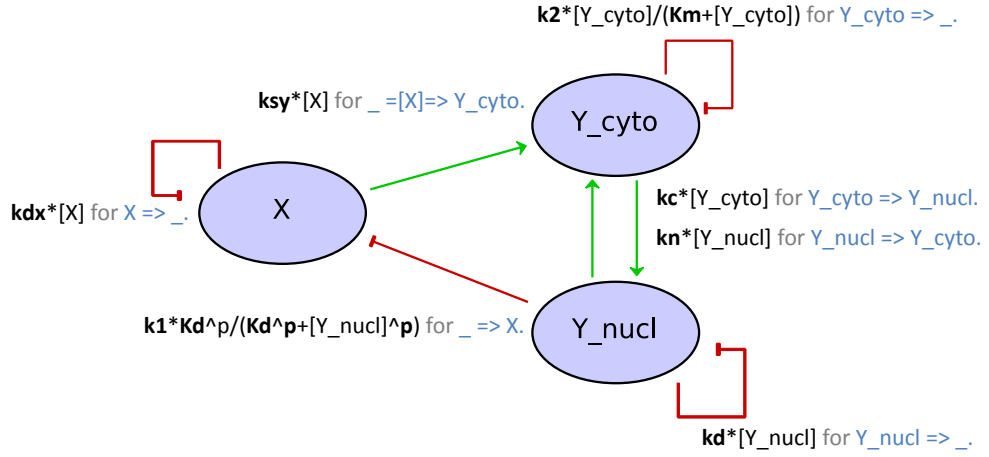 k2*[Y_cyto]/(Km+[Y_cyto]) for Y_cyto => _.
ksy*[X] for _ =[X]=> Y_cyto.
Y_cyto
kdx*[X] for X => _.
X
kc*[Y_cyto] for Y_cyto => Y_nucl.
kn*[Y_nucl] for Y_nucl => Y_cyto.
k1*Kd^p/(Kd^p+[Y_nucl]^p) for _ => X.
Y_nucl
kd*[Y_nucl] for Y_nucl => _.